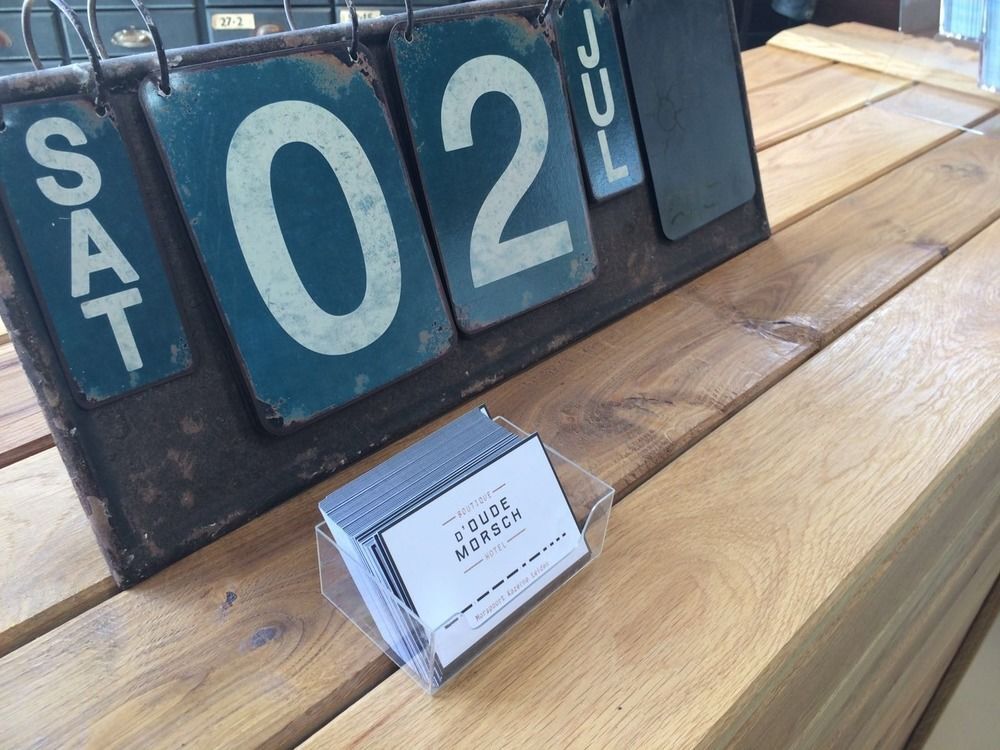 27-2
SAT
02
JUL
BOUTIQUE
D'OUDE
MORSCH
HOTEL
Morspoort Kazerne Leiden